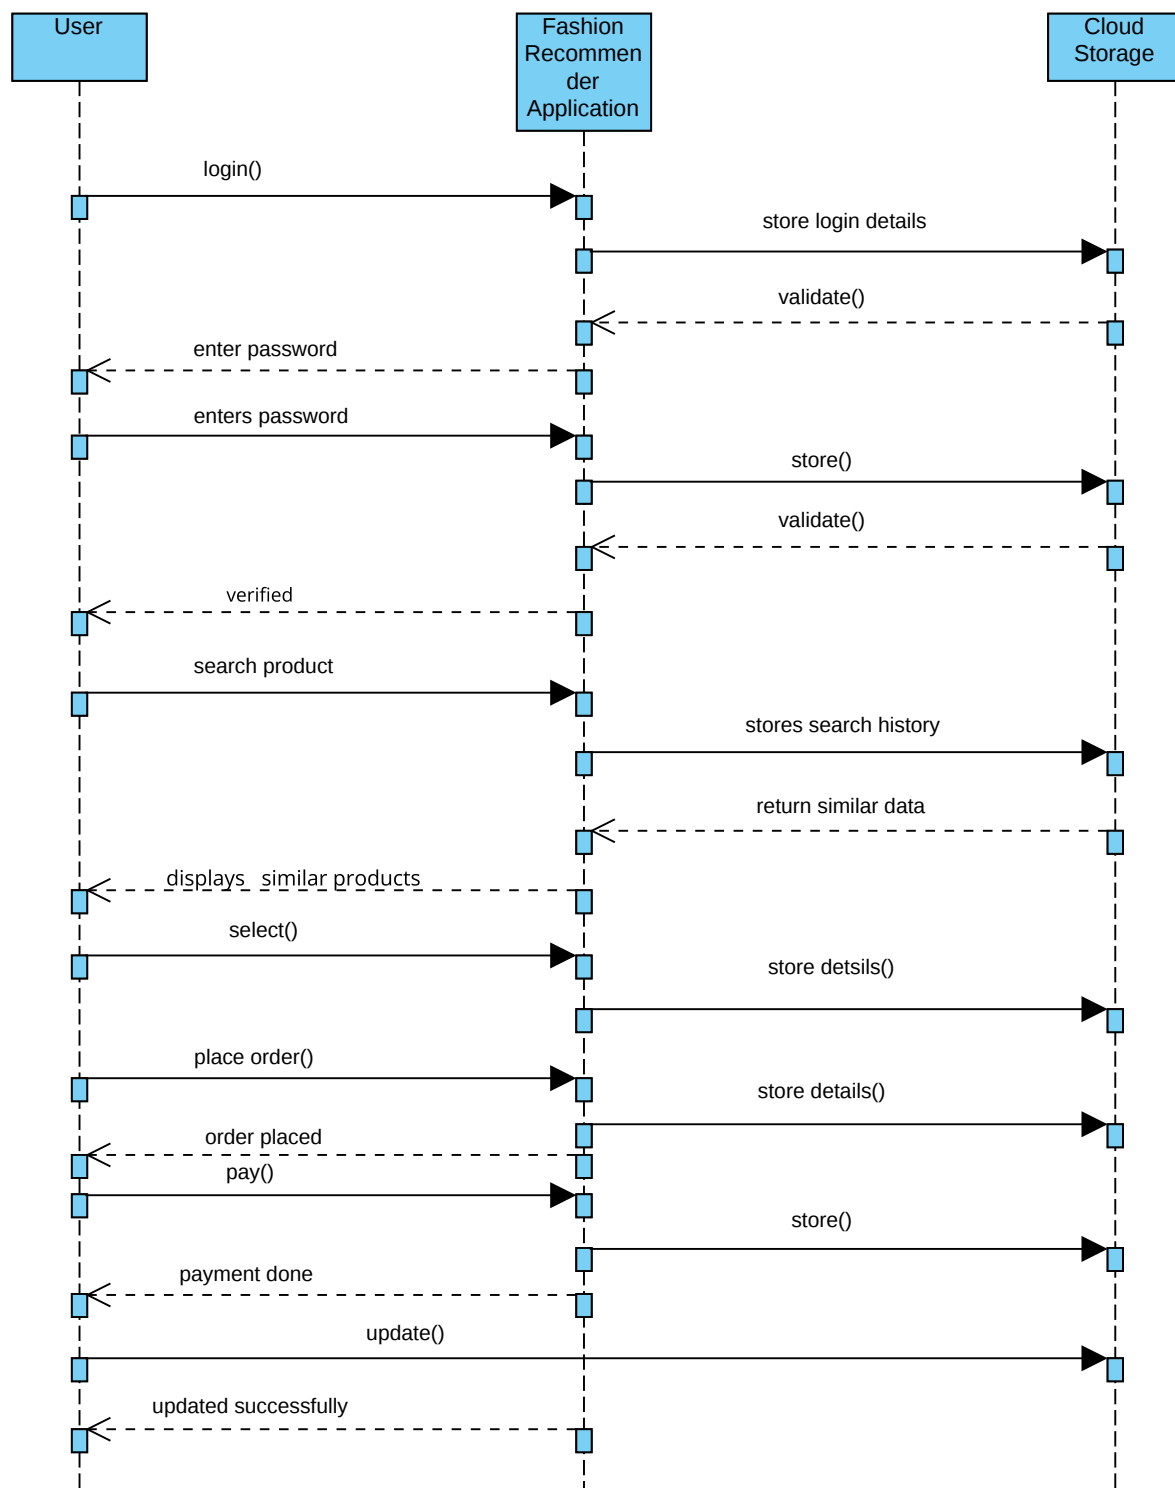 User
Fashion
Recommen
der
Application
Cloud
Storage
login()
store login details
validate()
enter password
enters password
store()
validate()
verified
search product
stores search history
return similar data
displays   similar products
select()
store detsils()
place order()
store details()
order placed
pay()
store()
payment done
update()
updated successfully